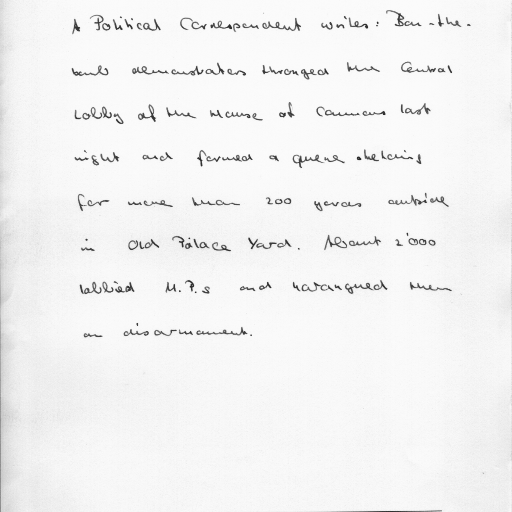 A Political Correspondent writes: Ban-the-
bomb demonstrators thronged the Central
Lobby of the House of Commons last
night and formed a queue stretching
for more than 200 yards outside
in Old Palace Yard. About 2'000
lobbied M.P.s and harangued them
on disarmament.